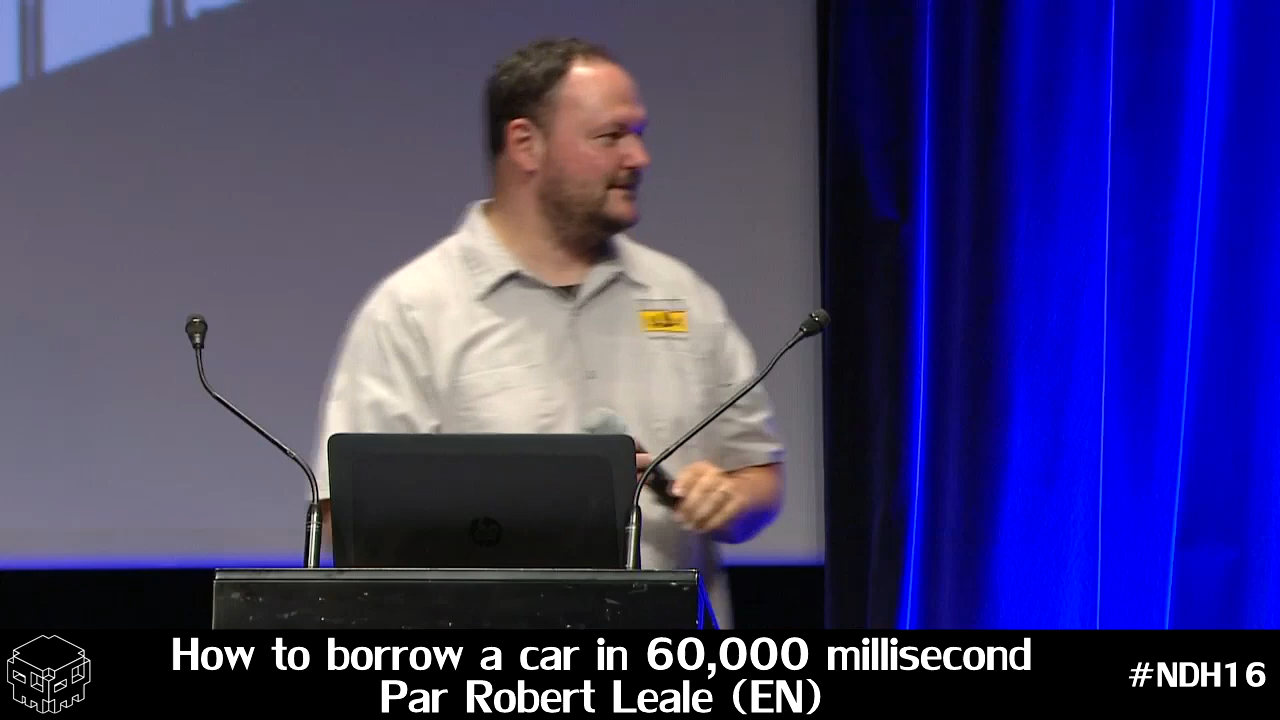 How to borrow a car in 60,000 millisecond
Par Robert Leale (EN)
#NDH16